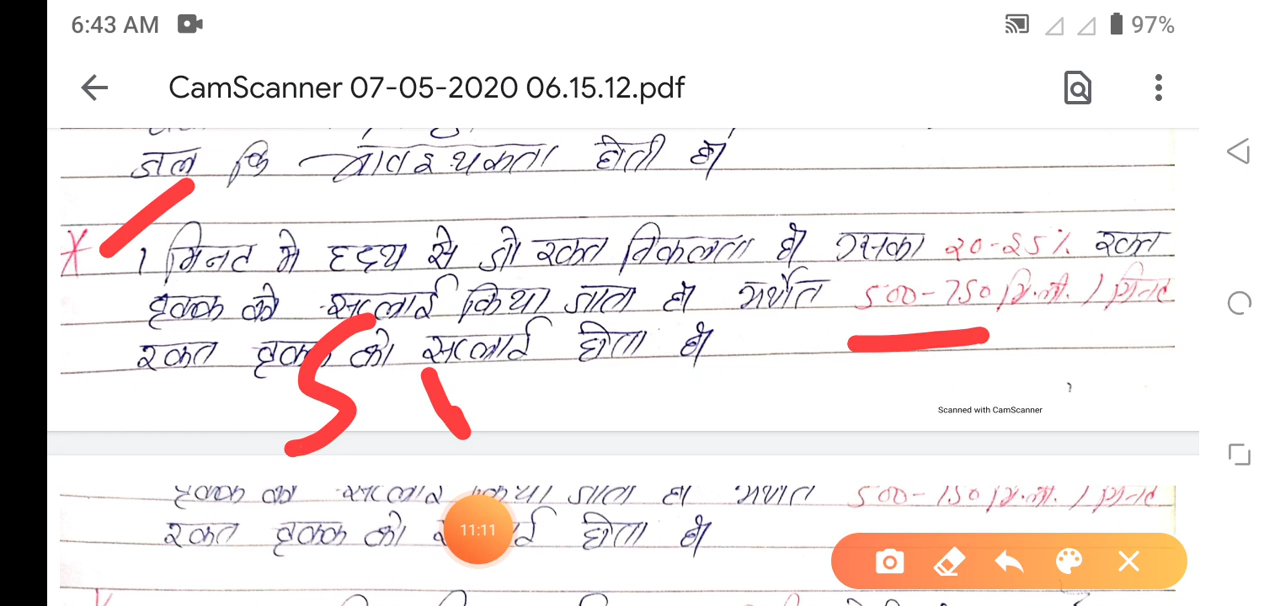 6:43 AM 97%
CamScanner 07-05-2020 06.15.12.pdf
जल कि आवश्यकता होती है
* 1 मिनट मे ह्रदय से जो रक्त निकलता है उसका 20-25% रक्त
वृक्क को सप्लाई किया जाता है अर्थात 500-750 मि.ली. / मिनट
रक्त वृक्क को सप्लाई होता है
Scanned with CamScanner
वृक्क को सप्लाई किया जाता है अर्थात 500-750 मि.ली. / मिनट
11:11
रक्त वृक्क को होता है